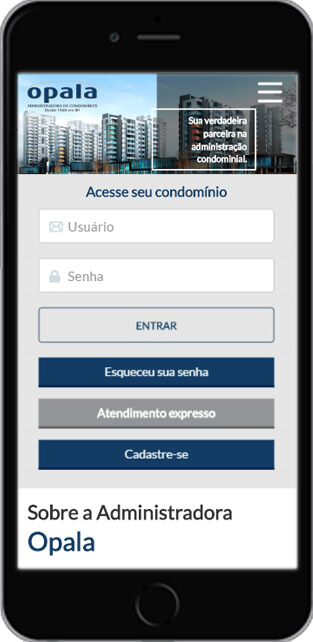 opala
ADMINISTRADORA DE CONDOMÍNIOS
Sua verdadeira
parceira na
administração
condominial.
Acesse seu condomínio
Usuário
Senha
ENTRAR
Esqueceu sua senha
Atendimento expresso
Cadastre-se
Sobre a Administradora
Opala